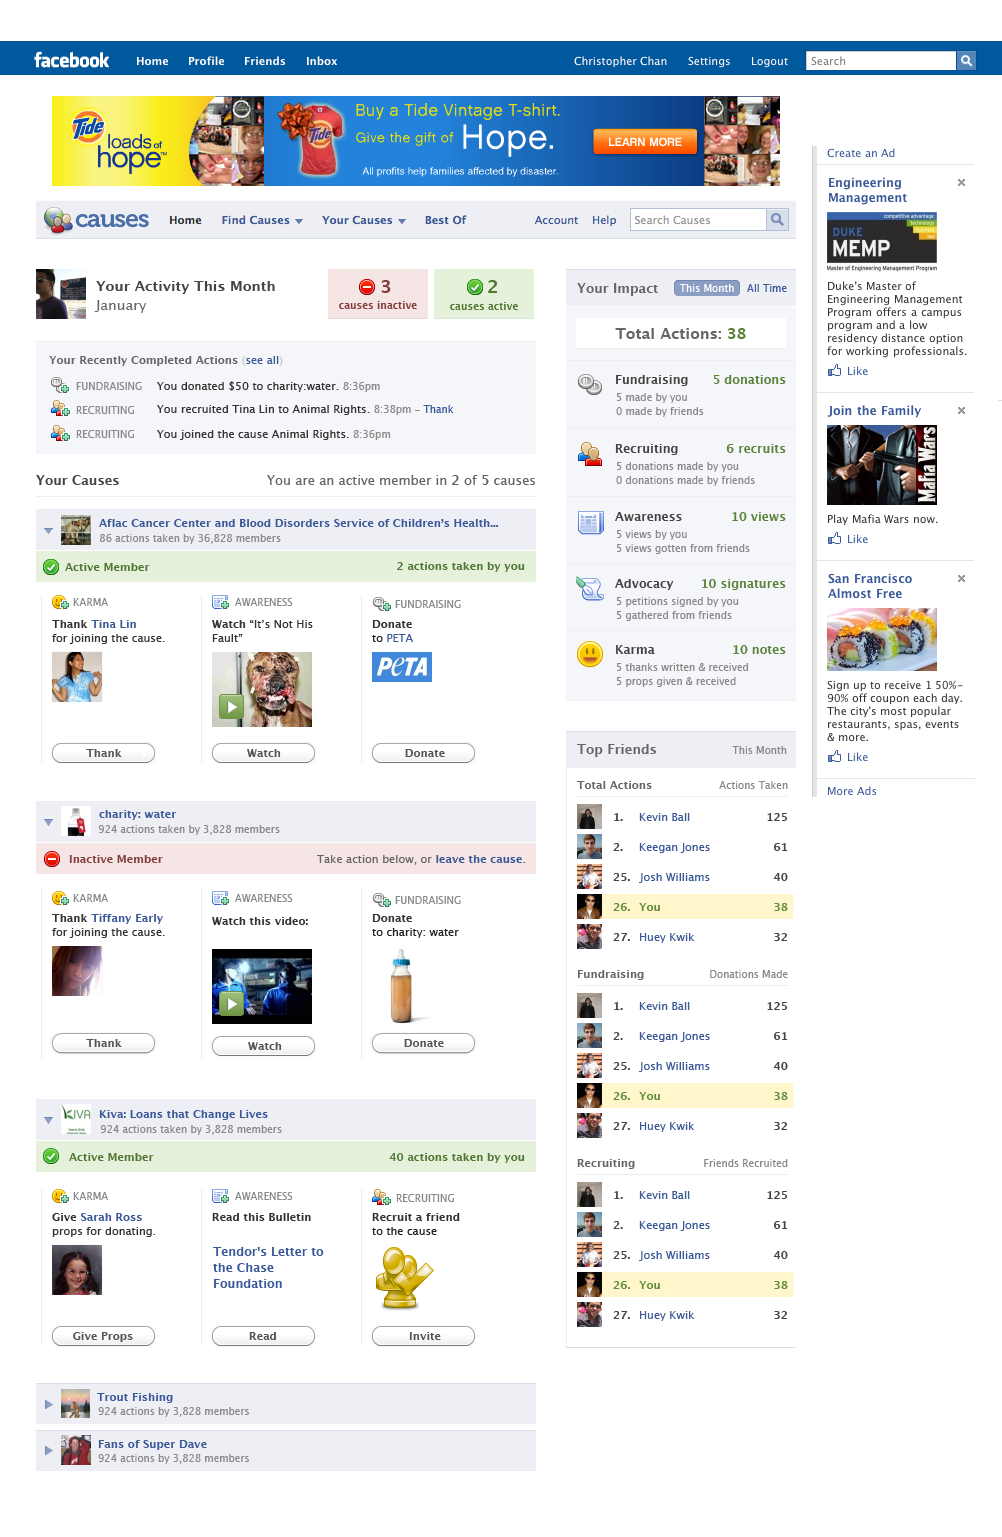 facebook Home Profile Friends Inbox Christopher Chan Settings Logout Search
Tide
loads of
hope™
Tide
Buy a Tide Vintage T-shirt.
Give the gift of Hope.
All profits help families affected by disaster.
LEARN MORE
causes Home Find Causes Your Causes Best Of Account Help Search Causes
Your Activity This Month
January
3
causes inactive
2
causes active
Your Recently Completed Actions (see all)
FUNDRAISING You donated $50 to charity:water. 8:36pm
RECRUITING You recruited Tina Lin to Animal Rights. 8:38pm – Thank
RECRUITING You joined the cause Animal Rights. 8:36pm
Your Causes You are an active member in 2 of 5 causes
Aflac Cancer Center and Blood Disorders Service of Children's Health...
86 actions taken by 36,828 members
Active Member 2 actions taken by you
KARMA
Thank Tina Lin
for joining the cause.
Thank
AWARENESS
Watch "It's Not His
Fault"
Watch
FUNDRAISING
Donate
to PETA
PETA
Donate
charity: water
924 actions taken by 3,828 members
Inactive Member Take action below, or leave the cause.
KARMA
Thank Tiffany Early
for joining the cause.
Thank
AWARENESS
Watch this video:
Watch
FUNDRAISING
Donate
to charity: water
Donate
KIVA
Kiva: Loans that Change Lives
924 actions taken by 3,828 members
Active Member 40 actions taken by you
KARMA
Give Sarah Ross
props for donating.
Give Props
AWARENESS
Read this Bulletin
Tendor's Letter to
the Chase
Foundation
Read
RECRUITING
Recruit a friend
to the cause
Invite
Trout Fishing
924 actions by 3,828 members
Fans of Super Dave
924 actions by 3,828 members
Your Impact This Month All Time
Total Actions: 38
Fundraising 5 donations
5 made by you
0 made by friends
Recruiting 6 recruits
5 donations made by you
0 donations made by friends
Awareness 10 views
5 views by you
5 views gotten from friends
Advocacy 10 signatures
5 petitions signed by you
5 gathered from friends
Karma 10 notes
5 thanks written & received
5 props given & received
Top Friends This Month
Total Actions Actions Taken
1. Kevin Ball 125
2. Keegan Jones 61
25. Josh Williams 40
26. You 38
27. Huey Kwik 32
Fundraising Donations Made
1. Kevin Ball 125
2. Keegan Jones 61
25. Josh Williams 40
26. You 38
27. Huey Kwik 32
Recruiting Friends Recruited
1. Kevin Ball 125
2. Keegan Jones 61
25. Josh Williams 40
26. You 38
27. Huey Kwik 32
Create an Ad
Engineering
Management
competitive advantage:
Technology
Business
law
DUKE
MEMP
Master of Engineering Management Program
Duke's Master of
Engineering Management
Program offers a campus
program and a low
residency distance option
for working professionals.
Like
Join the Family
Mafia Wars
Play Mafia Wars now.
Like
San Francisco
Almost Free
Sign up to receive 1 50%–
90% off coupon each day.
The city's most popular
restaurants, spas, events
& more.
Like
More Ads